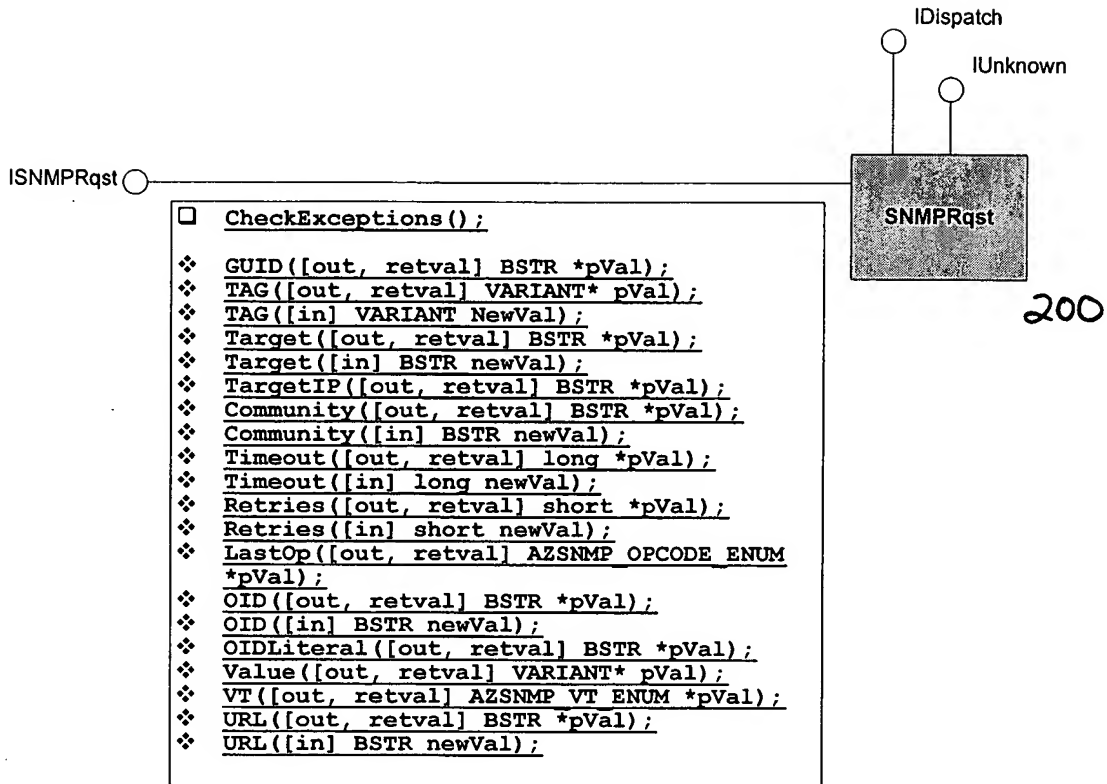 IDispatch
IUnknown
ISNMPRqst
SNMPRqst
200
❑ CheckExceptions();
❖ GUID([out, retval] BSTR *pVal);
❖ TAG([out, retval] VARIANT* pVal);
❖ TAG([in] VARIANT NewVal);
❖ Target([out, retval] BSTR *pVal);
❖ Target([in] BSTR newVal);
❖ TargetIP([out, retval] BSTR *pVal);
❖ Community([out, retval] BSTR *pVal);
❖ Community([in] BSTR newVal);
❖ Timeout([out, retval] long *pVal);
❖ Timeout([in] long newVal);
❖ Retries([out, retval] short *pVal);
❖ Retries([in] short newVal);
❖ LastOp([out, retval] AZSNMP_OPCODE_ENUM
*pVal);
❖ OID([out, retval] BSTR *pVal);
❖ OID([in] BSTR newVal);
❖ OIDLiteral([out, retval] BSTR *pVal);
❖ Value([out, retval] VARIANT* pVal);
❖ VT([out, retval] AZSNMP_VT_ENUM *pVal);
❖ URL([out, retval] BSTR *pVal);
❖ URL([in] BSTR newVal);